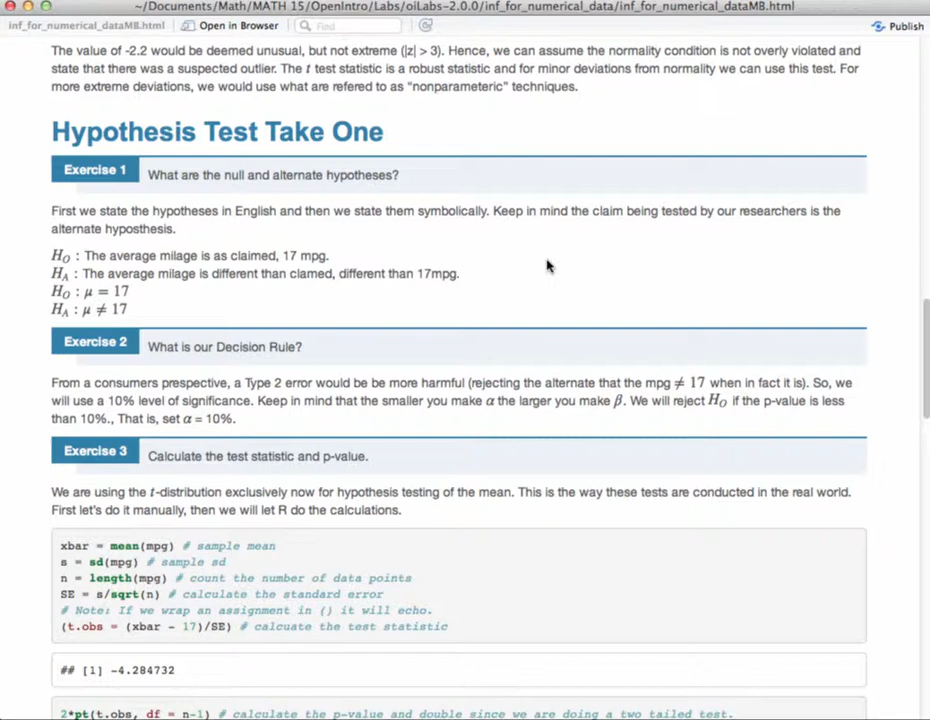 ~/Documents/Math/MATH 15/OpenIntro/Labs/oiLabs-2.0.0/inf_for_numerical_data/inf_for_numerical_dataMB.html
inf_for_numerical_dataMB.html Open in Browser Find Publish
The value of -2.2 would be deemed unusual, but not extreme (|z| > 3). Hence, we can assume the normality condition is not overly violated and
state that there was a suspected outlier. The t test statistic is a robust statistic and for minor deviations from normality we can use this test. For
more extreme deviations, we would use what are refered to as "nonparameteric" techniques.
Hypothesis Test Take One
Exercise 1 What are the null and alternate hypotheses?
First we state the hypotheses in English and then we state them symbolically. Keep in mind the claim being tested by our researchers is the
alternate hyposthesis.
H_O : The average milage is as claimed, 17 mpg.
H_A : The average milage is different than clamed, different than 17mpg.
H_O : μ = 17
H_A : μ ≠ 17
Exercise 2 What is our Decision Rule?
From a consumers prespective, a Type 2 error would be be more harmful (rejecting the alternate that the mpg ≠ 17 when in fact it is). So, we
will use a 10% level of significance. Keep in mind that the smaller you make α the larger you make β. We will reject H_O if the p-value is less
than 10%., That is, set α = 10%.
Exercise 3 Calculate the test statistic and p-value.
We are using the t-distribution exclusively now for hypothesis testing of the mean. This is the way these tests are conducted in the real world.
First let's do it manually, then we will let R do the calculations.
xbar = mean(mpg) # sample mean
s = sd(mpg) # sample sd
n = length(mpg) # count the number of data points
SE = s/sqrt(n) # calculate the standard error
# Note: If we wrap an assignment in () it will echo.
(t.obs = (xbar - 17)/SE) # calcuate the test statistic
## [1] -4.284732
2*pt(t.obs, df = n-1) # calculate the p-value and double since we are doing a two tailed test.